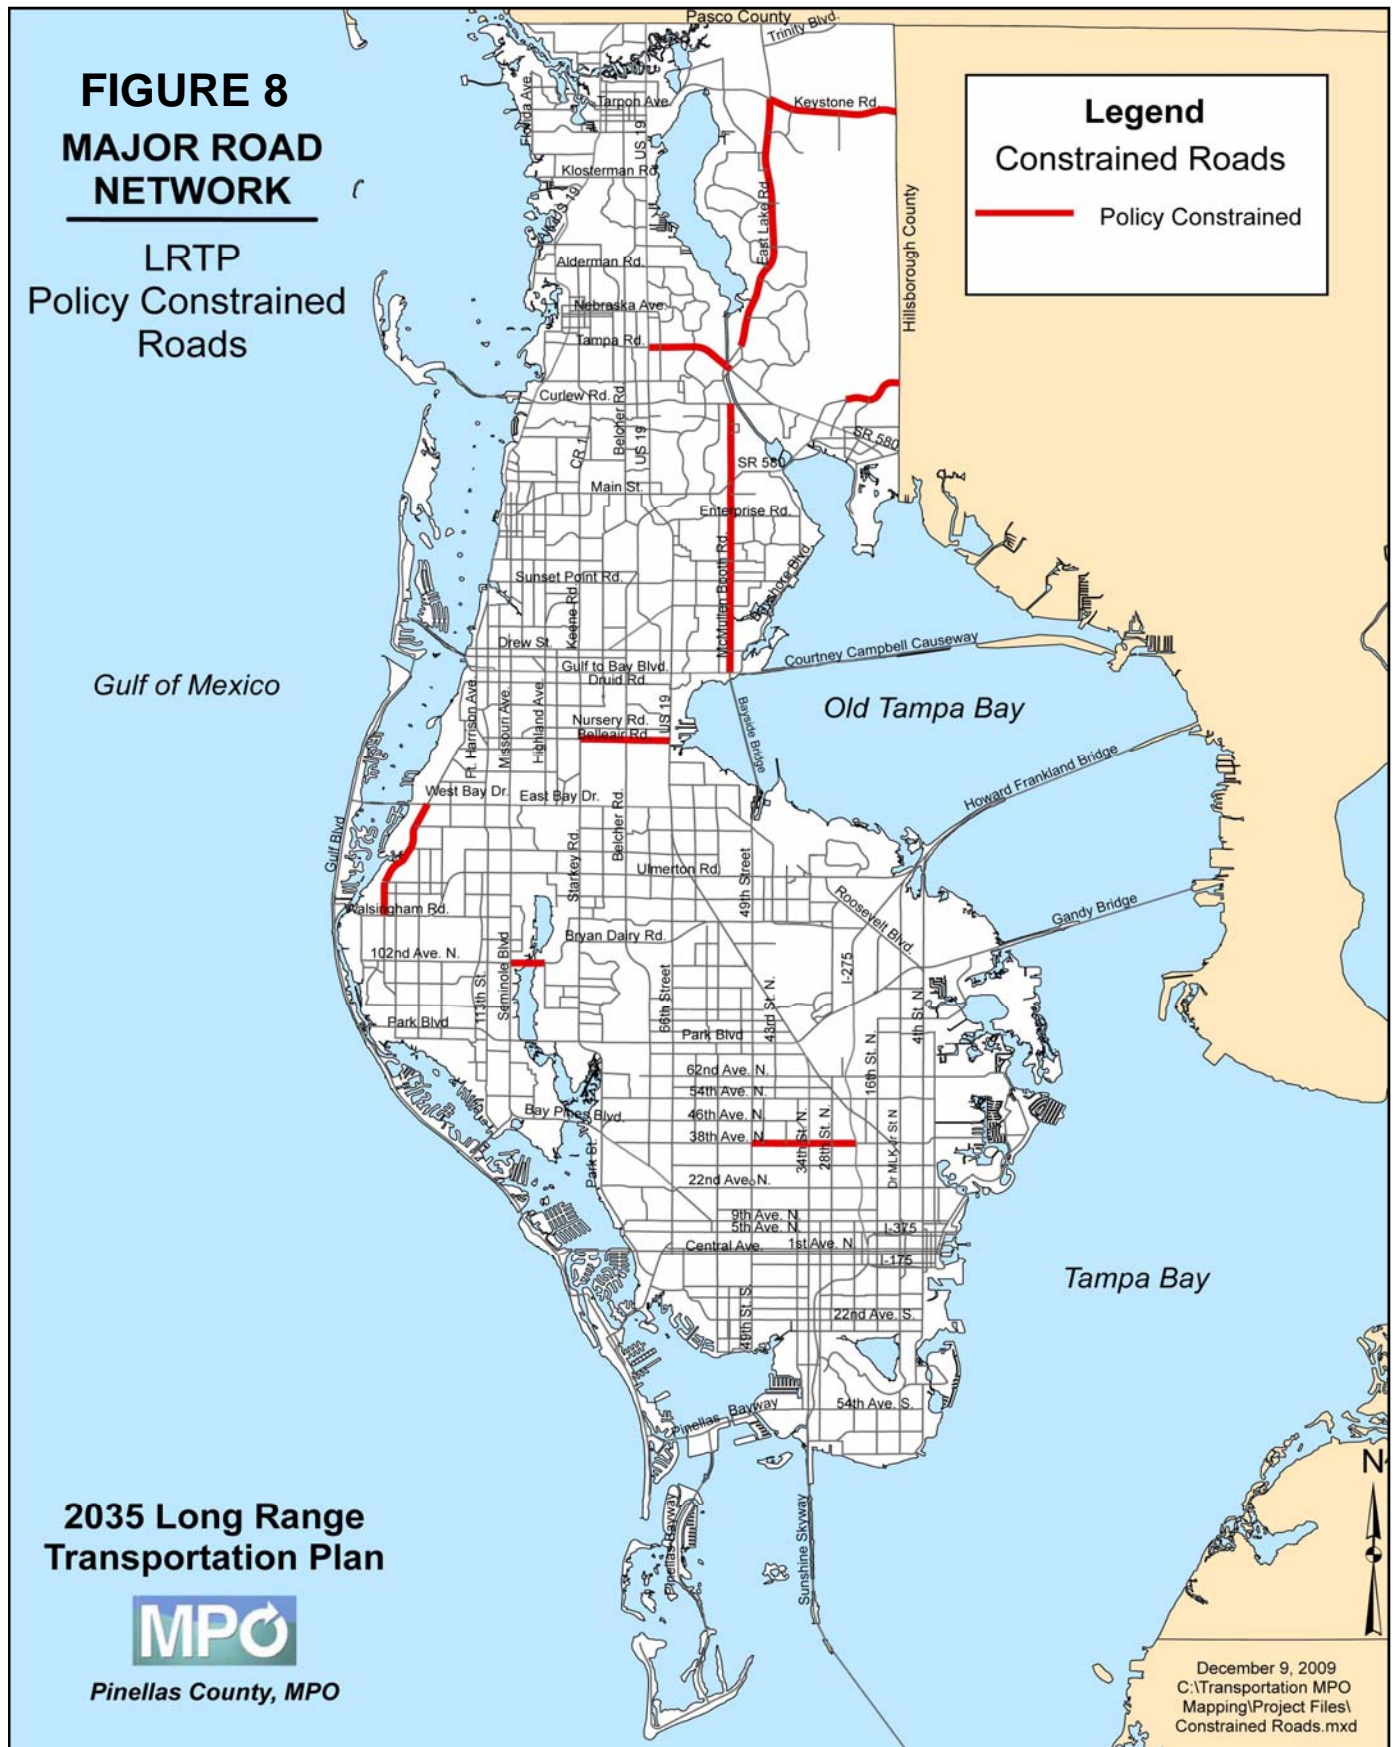 Pasco County
Trinity Blvd.
FIGURE 8
MAJOR ROAD
NETWORK
LRTP
Policy Constrained
Roads
Legend
Constrained Roads
Policy Constrained
Florida Ave.
Tarpon Ave.
US 19
Keystone Rd.
Klosterman Rd.
Alt US 19
East Lake Rd.
Hillsborough County
Alderman Rd.
Nebraska Ave.
Tampa Rd.
Curlew Rd.
Belcher Rd.
CR 1
US 19
SR 580
SR 580
Main St.
Enterprise Rd.
McMullen Booth Rd.
Bayshore Blvd.
Sunset Point Rd.
Keene Rd.
Drew St.
Gulf to Bay Blvd.
Druid Rd.
Courtney Campbell Causeway
Gulf of Mexico
Old Tampa Bay
Ft. Harrison Ave.
Missouri Ave.
Highland Ave.
US 19
Nursery Rd.
Belleair Rd.
Bayside Bridge
Howard Frankland Bridge
West Bay Dr.
East Bay Dr.
Gulf Blvd
Starkey Rd.
Belcher Rd.
Ulmerton Rd.
49th Street
Roosevelt Blvd.
Gandy Bridge
Walsingham Rd.
Bryan Dairy Rd.
102nd Ave. N.
Seminole Blvd
113th St.
66th Street
43rd St. N.
I-275
4th St. N.
16th St. N.
Park Blvd
Park Blvd
62nd Ave. N.
54th Ave. N.
46th Ave. N.
Bay Pines Blvd.
38th Ave. N.
34th St. N.
28th St. N.
Dr MLK Jr St N
Park St.
22nd Ave. N.
9th Ave. N.
5th Ave. N.
I-375
Central Ave.
1st Ave. N.
I-175
Tampa Bay
49th St. S.
22nd Ave. S.
54th Ave. S.
Pinellas Bayway
Pinellas Bayway
Sunshine Skyway
N
2035 Long Range
Transportation Plan
MPO
Pinellas County, MPO
December 9, 2009
C:\Transportation MPO
Mapping\Project Files\
Constrained Roads.mxd